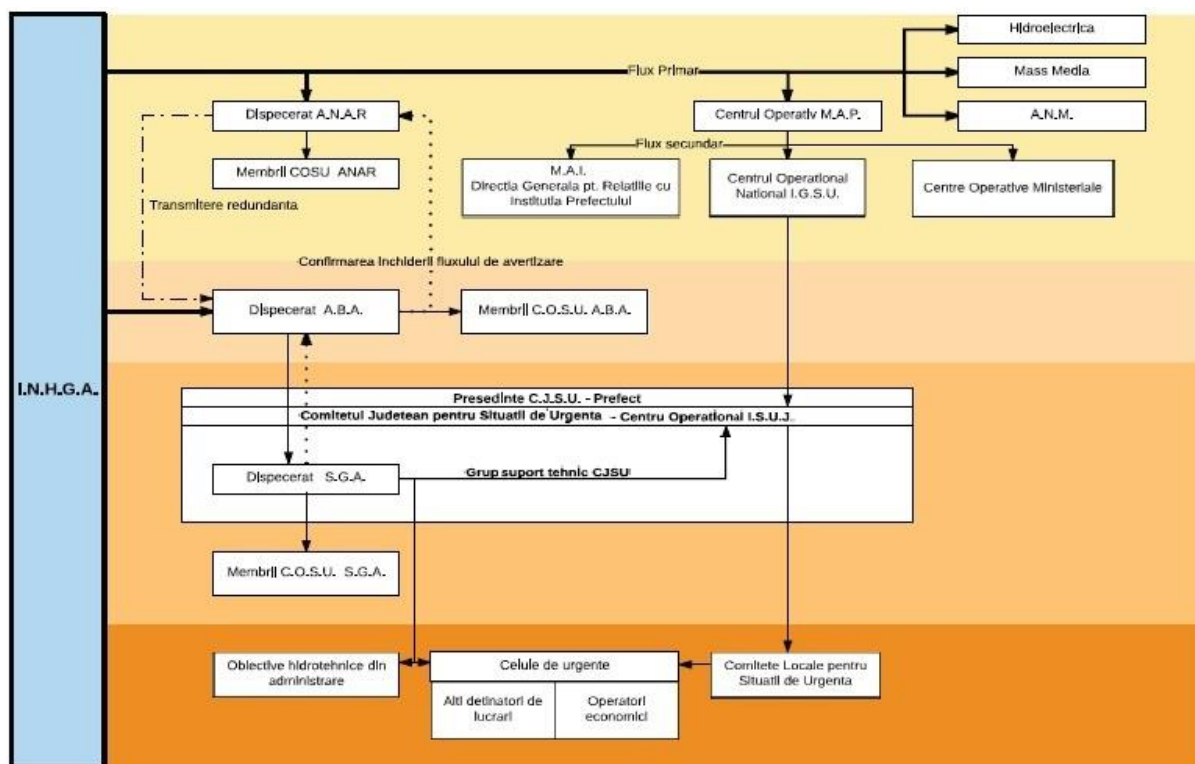 Hidroelectrica
Flux Primar
Mass Media
Dispecerat A.N.A.R
Centrul Operativ M.A.P.
A.N.M.
Flux secundar
Membrii COSU ANAR
M.A.I.
Directia Generala pt. Relatiile cu
Institutia Prefectului
Centrul Operational
National I.G.S.U.
Centre Operative Ministeriale
Transmitere redundanta
Confirmarea inchiderii fluxului de avertizare
Dispecerat A.B.A.
Membrii C.O.S.U. A.B.A.
I.N.H.G.A.
Presedinte C.J.S.U. - Prefect
Comitetul Judetean pentru Situatii de Urgenta - Centru Operational I.S.U.J.
Dispecerat S.G.A.
Grup suport tehnic CJSU
Membrii C.O.S.U. S.G.A.
Obiective hidrotehnice din
administrare
Celule de urgente
Alti detinatori de
lucrari
Operatori
economici
Comitete Locale pentru
Situatii de Urgenta